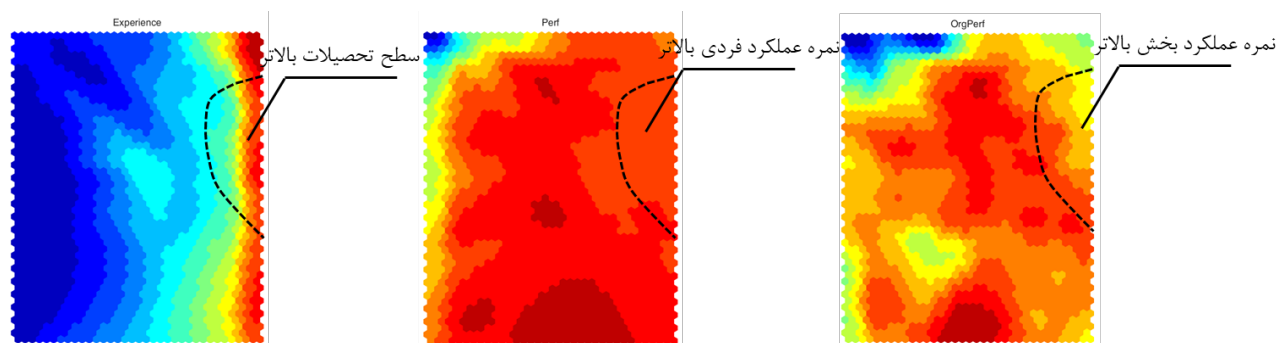 Experience
سطح تحصیلات بالاتر
Perf
نمره عملکرد فردی بالاتر
OrgPerf
نمره عملکرد بخش بالاتر